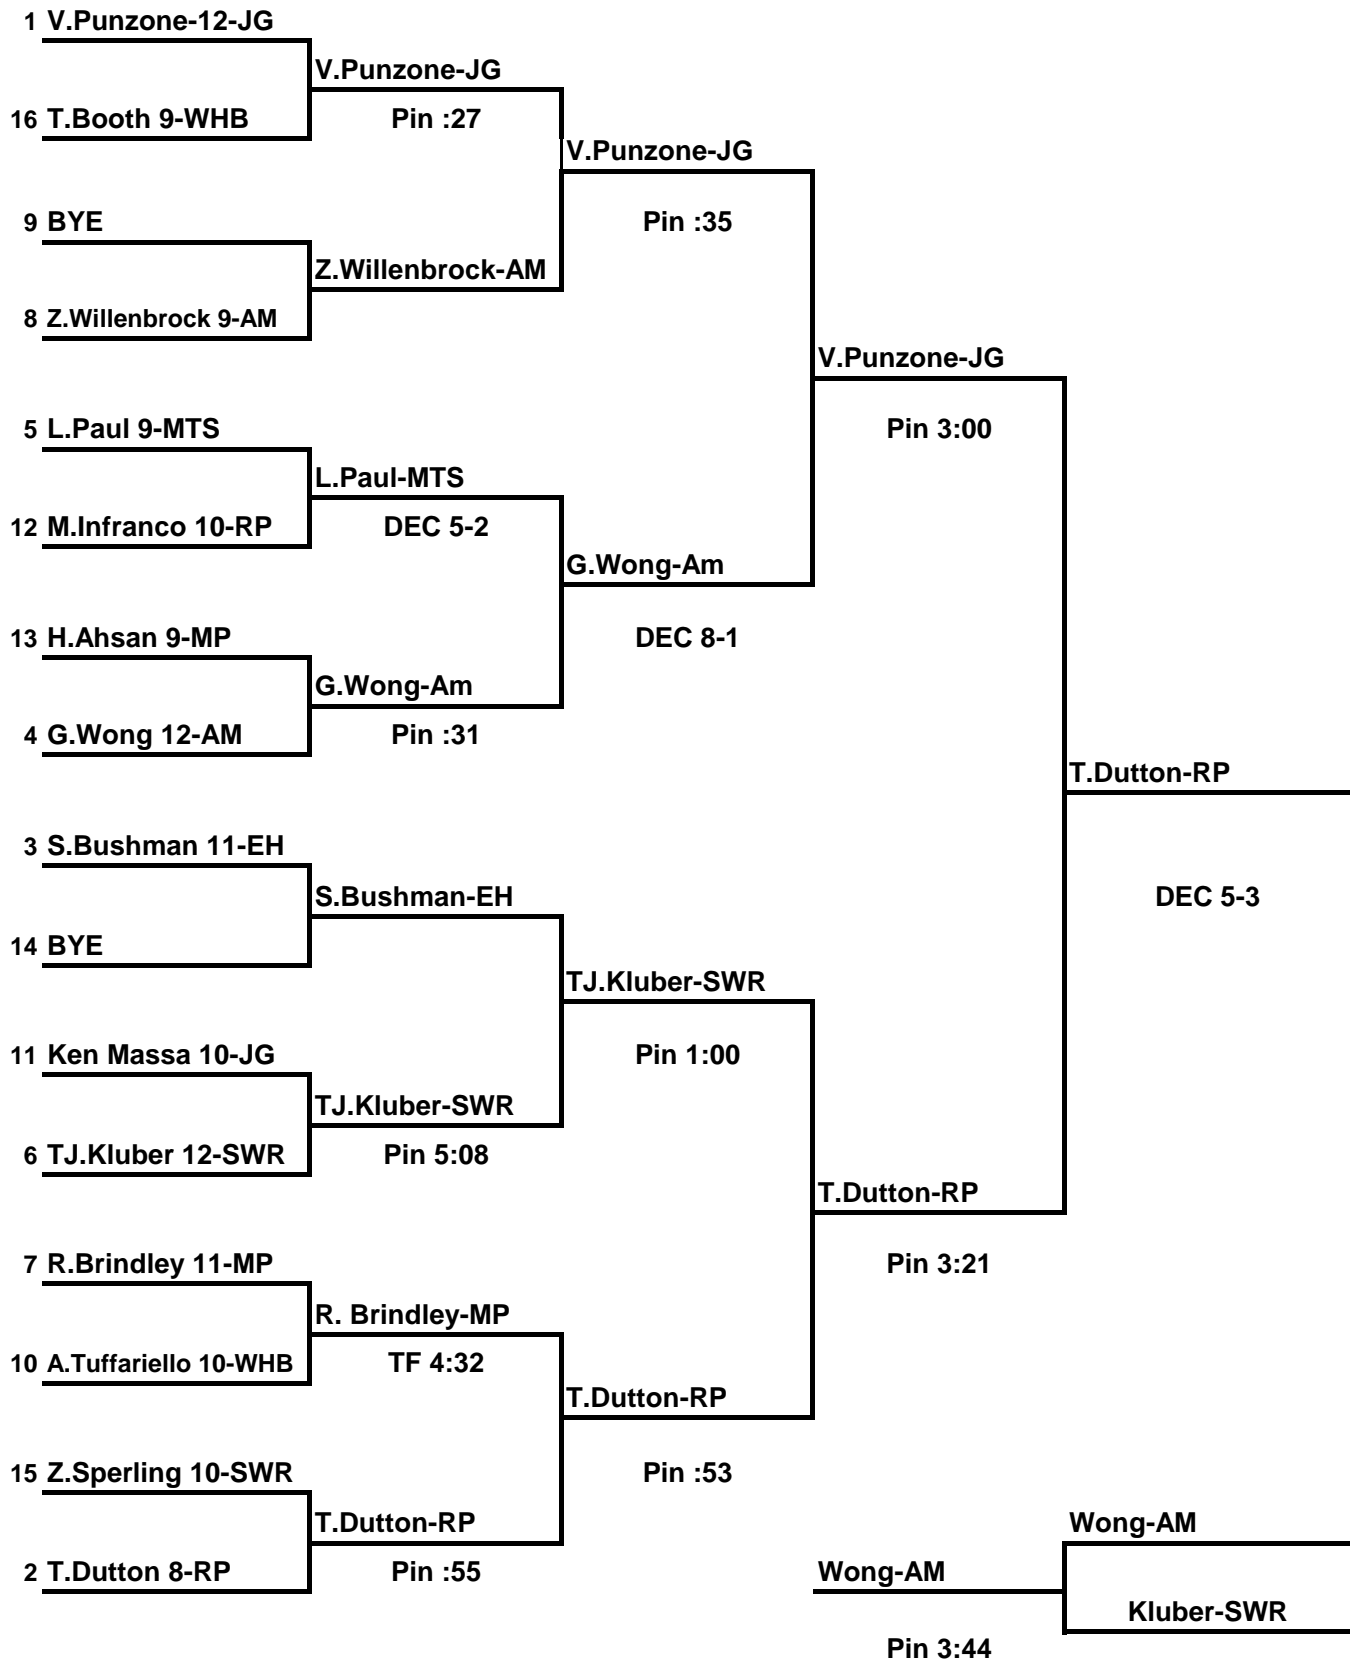 1 V.Punzone-12-JG
V.Punzone-JG
16 T.Booth 9-WHB
Pin :27
V.Punzone-JG
9 BYE
Pin :35
Z.Willenbrock-AM
8 Z.Willenbrock 9-AM
V.Punzone-JG
5 L.Paul 9-MTS
Pin 3:00
L.Paul-MTS
12 M.Infranco 10-RP
DEC 5-2
G.Wong-Am
13 H.Ahsan 9-MP
DEC 8-1
G.Wong-Am
4 G.Wong 12-AM
Pin :31
T.Dutton-RP
3 S.Bushman 11-EH
S.Bushman-EH
DEC 5-3
14 BYE
TJ.Kluber-SWR
11 Ken Massa 10-JG
Pin 1:00
TJ.Kluber-SWR
6 TJ.Kluber 12-SWR
Pin 5:08
T.Dutton-RP
7 R.Brindley 11-MP
Pin 3:21
R. Brindley-MP
10 A.Tuffariello 10-WHB
TF 4:32
T.Dutton-RP
15 Z.Sperling 10-SWR
Pin :53
T.Dutton-RP
Wong-AM
2 T.Dutton 8-RP
Pin :55
Wong-AM
Kluber-SWR
Pin 3:44